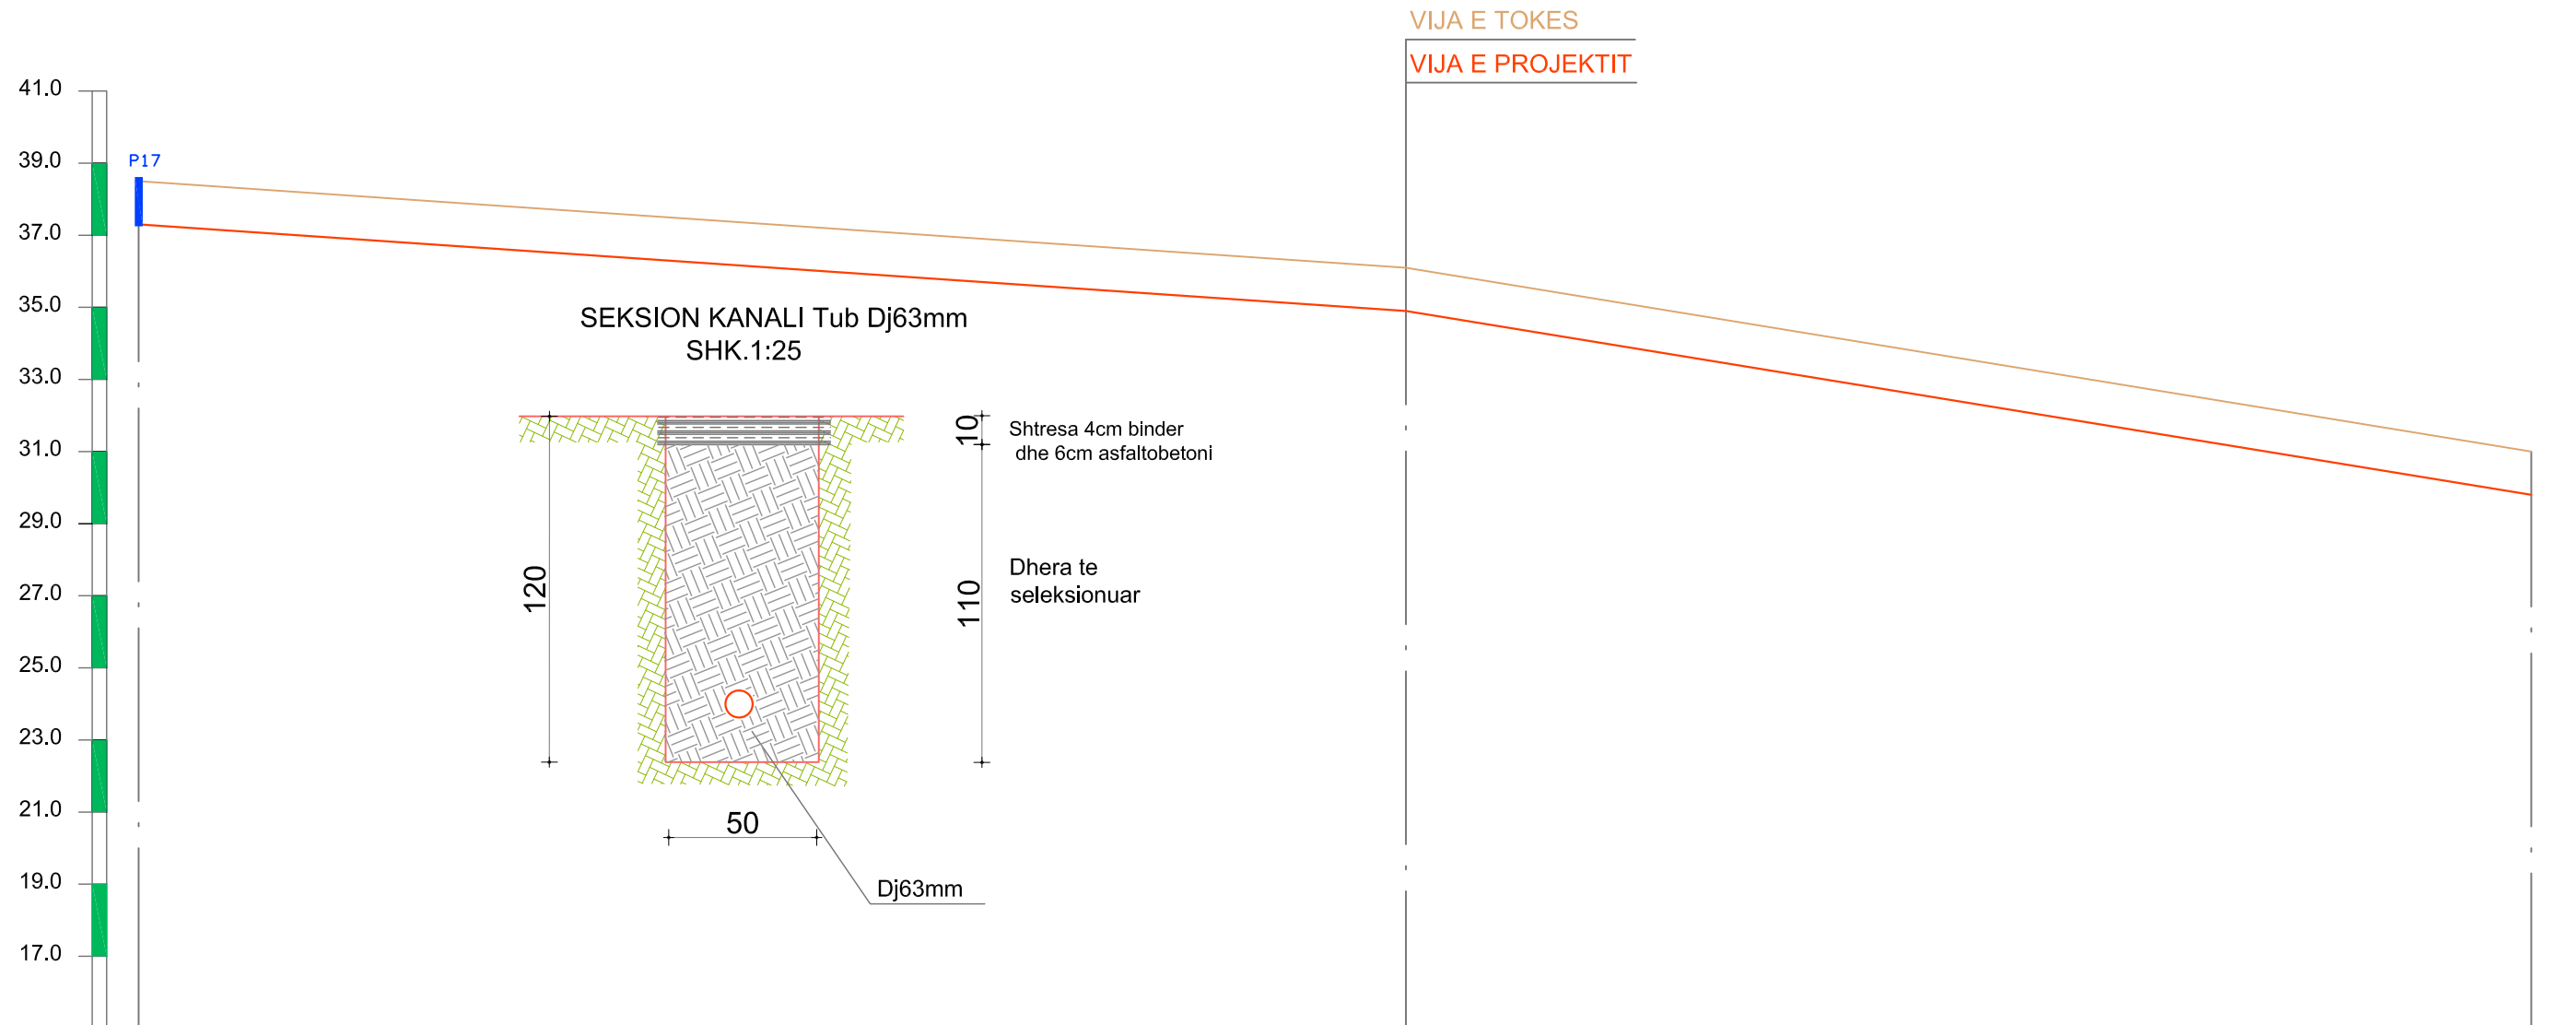 VIJA E TOKES
VIJA E PROJEKTIT
41.0
39.0
P17
37.0
35.0
SEKSION KANALI Tub Dj63mm
SHK.1:25
33.0
10
Shtresa 4cm binder
dhe 6cm asfaltobetoni
31.0
29.0
120
110
Dhera te
seleksionuar
27.0
25.0
23.0
21.0
50
19.0
Dj63mm
17.0